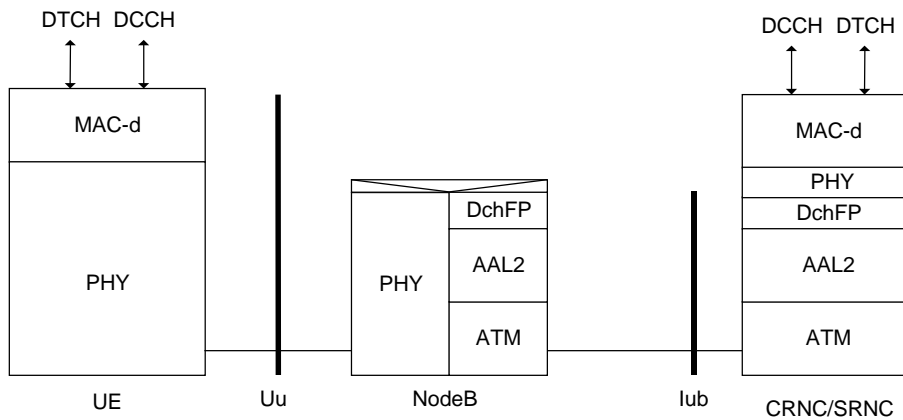 DTCH DCCH
DCCH DTCH
MAC-d
MAC-d
PHY
DchFP
DchFP
PHY
PHY
AAL2
AAL2
ATM
ATM
UE
Uu
NodeB
Iub
CRNC/SRNC